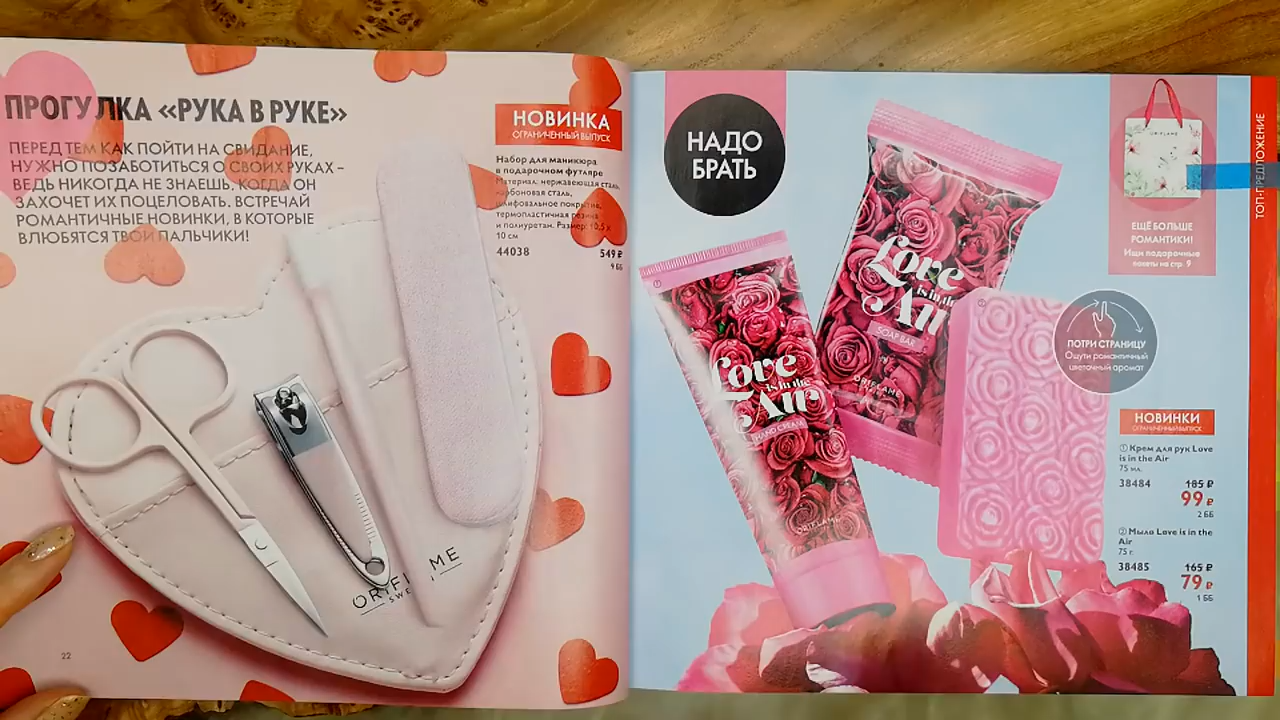 ПРОГУЛКА «РУКА В РУКЕ»
ПЕРЕД ТЕМ КАК ПОЙТИ НА СВИДАНИЕ,
НУЖНО ПОЗАБОТИТЬСЯ О СВОИХ РУКАХ –
ВЕДЬ НИКОГДА НЕ ЗНАЕШЬ, КОГДА ОН
ЗАХОЧЕТ ИХ ПОЦЕЛОВАТЬ. ВСТРЕЧАЙ
РОМАНТИЧНЫЕ НОВИНКИ, В КОТОРЫЕ
ВЛЮБЯТСЯ ТВОИ ПАЛЬЧИКИ!
НОВИНКА
ОГРАНИЧЕННЫЙ ВЫПУСК
Набор для маникюра
в подарочном футляре
Материал: нержавеющая сталь,
карбоновая сталь,
шлифовальное покрытие,
термопластичная резина
и полиуретан. Размер: 10,5 х
10 см
44038 549 ₽
9 ББ
ORIFLAME
22
НАДО
БРАТЬ
Love
is in the
Air
SOAP BAR
ORIFLAME
Love
is in the
Air
HAND CREAM
ORIFLAME
ORIFLAME
ЕЩЁ БОЛЬШЕ
РОМАНТИКИ!
Ищи подарочные
пакеты на стр. 9
ТОП-ПРЕДЛОЖЕНИЕ
ПОТРИ СТРАНИЦУ
Ощути романтичный
цветочный аромат
НОВИНКИ
ОГРАНИЧЕННЫЙ ВЫПУСК
① Крем для рук Love
is in the Air
75 мл.
38484 185 ₽
99 ₽
2 ББ
② Мыло Love is in the
Air
75 г.
38485 165 ₽
79 ₽
1 ББ